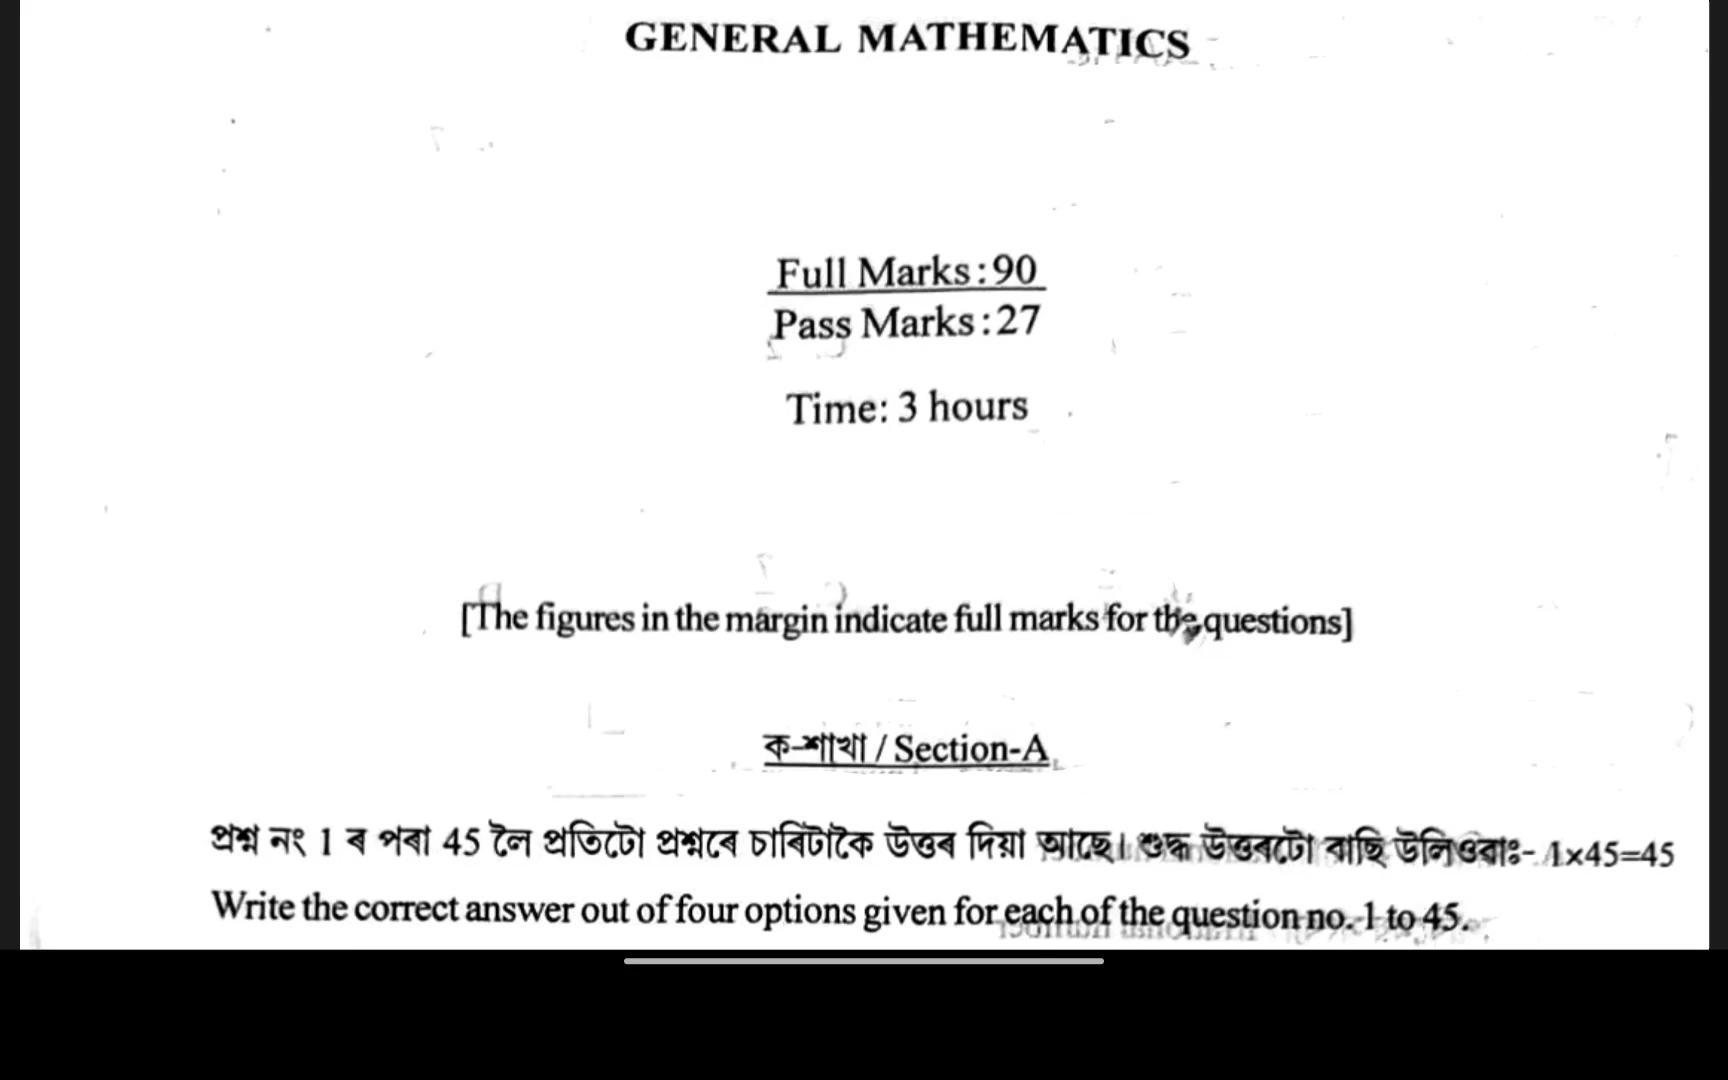 GENERAL MATHEMATICS
Full Marks : 90
Pass Marks : 27
Time: 3 hours
[The figures in the margin indicate full marks for the questions]
ক-শাখা / Section-A
প্ৰশ্ন নং 1 ৰ পৰা 45 লৈ প্ৰতিটো প্ৰশ্নৰে চাৰিটাকৈ উত্তৰ দিয়া আছে। শুদ্ধ উত্তৰটো বাছি উলিওৱাঃ- 1×45=45
Write the correct answer out of four options given for each of the question no. 1 to 45.